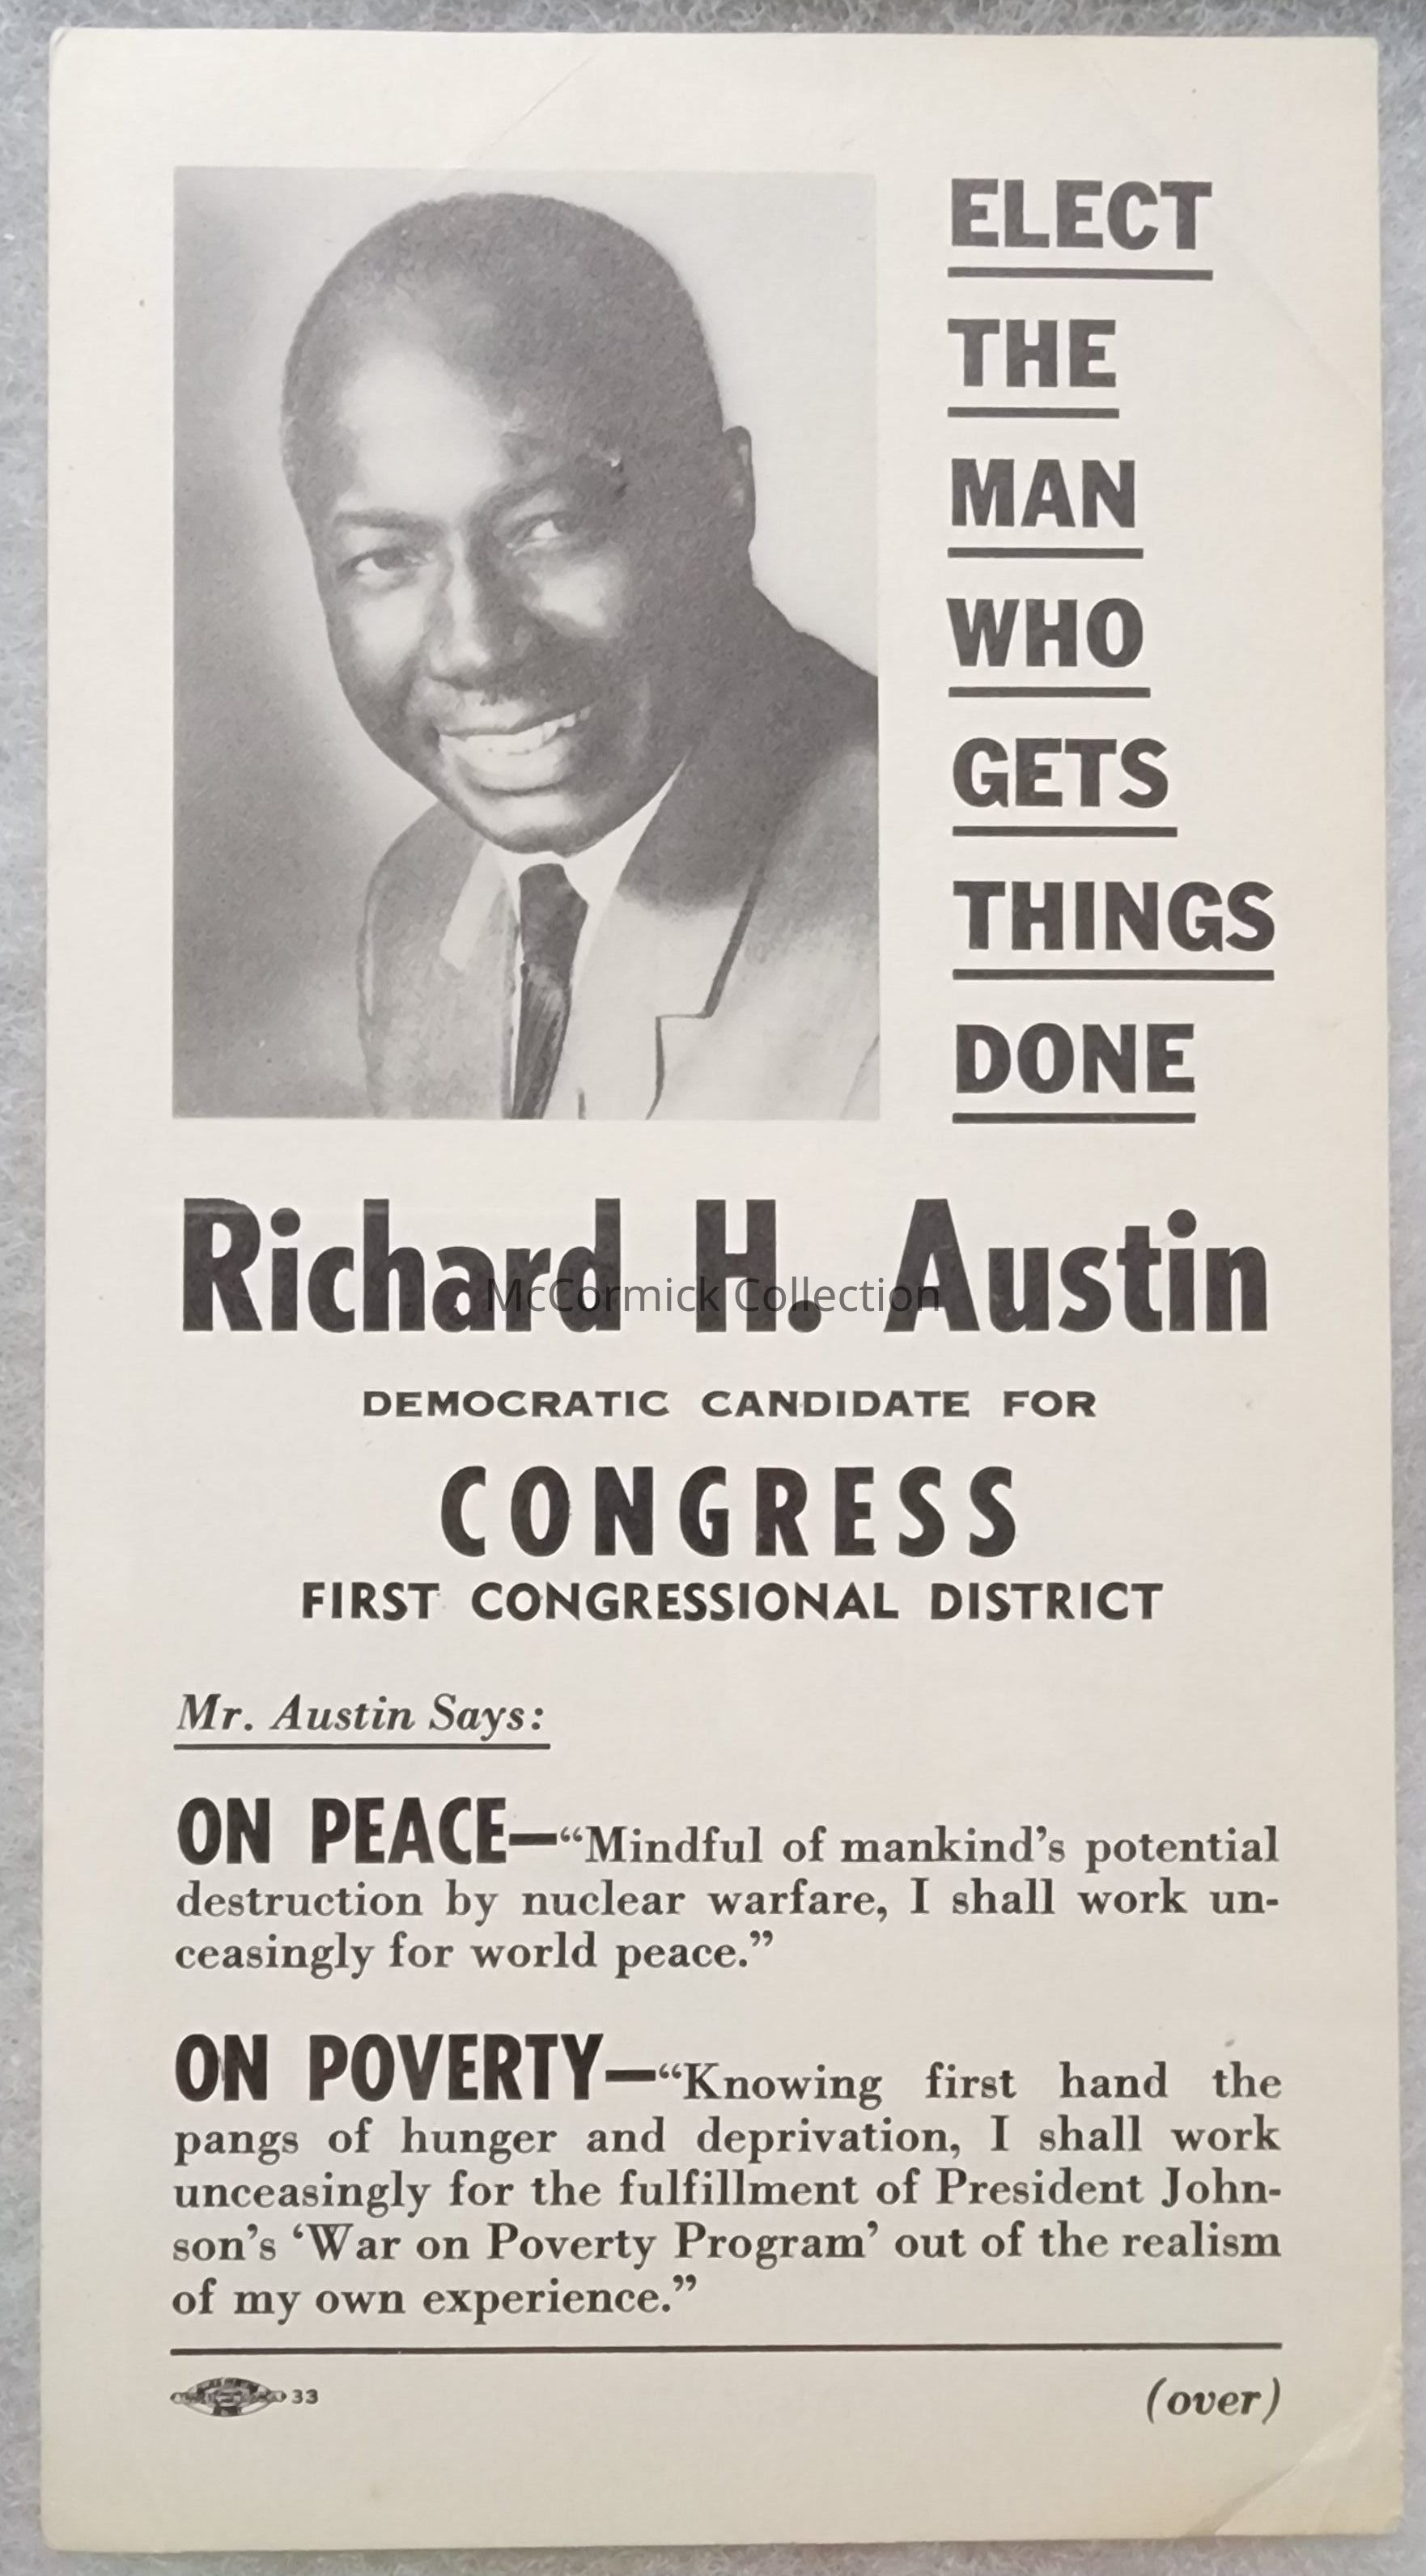 ELECT
THE
MAN
WHO
GETS
THINGS
DONE
Richard H. Austin
McCormick Collection
DEMOCRATIC CANDIDATE FOR
CONGRESS
FIRST CONGRESSIONAL DISTRICT
Mr. Austin Says:
ON PEACE—“Mindful of mankind’s potential
destruction by nuclear warfare, I shall work un-
ceasingly for world peace.”
ON POVERTY—“Knowing first hand the
pangs of hunger and deprivation, I shall work
unceasingly for the fulfillment of President John-
son’s ‘War on Poverty Program’ out of the realism
of my own experience.”
33
(over)